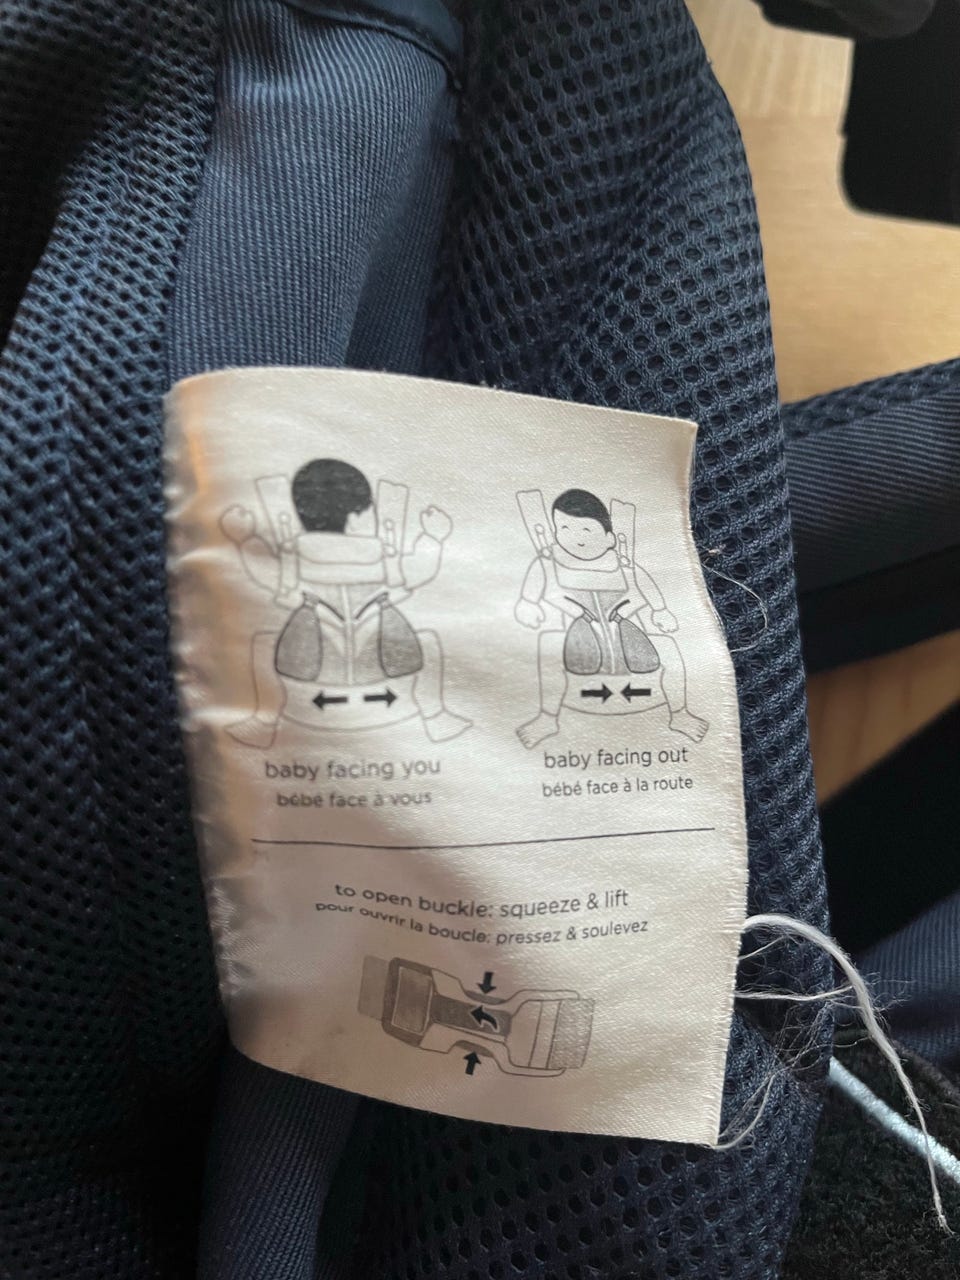 baby facing you
bébé face à vous
baby facing out
bébé face à la route
to open buckle: squeeze & lift
pour ouvrir la boucle: pressez & soulevez